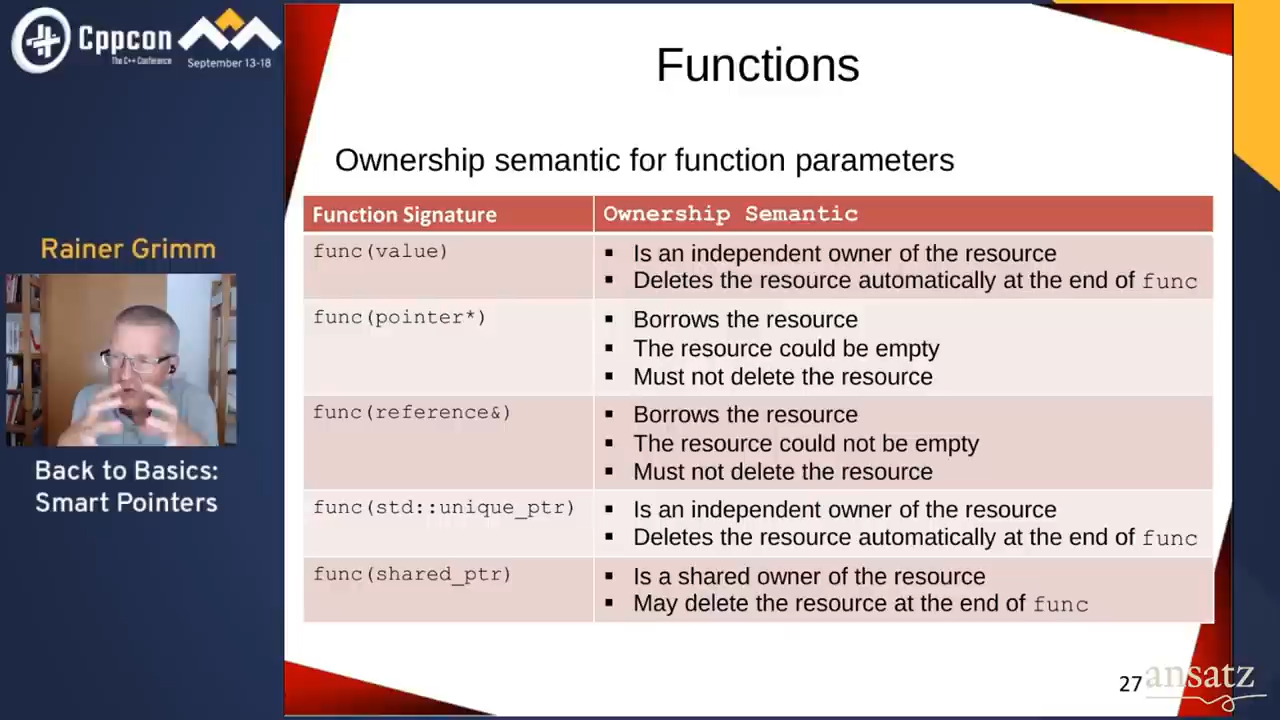 Cppcon
The C++ Conference
September 13-18
Rainer Grimm
Back to Basics:
Smart Pointers
Functions
Ownership semantic for function parameters
Function Signature
Ownership Semantic
func(value)
▪ Is an independent owner of the resource
▪ Deletes the resource automatically at the end of func
func(pointer*)
▪ Borrows the resource
▪ The resource could be empty
▪ Must not delete the resource
func(reference&)
▪ Borrows the resource
▪ The resource could not be empty
▪ Must not delete the resource
func(std::unique_ptr)
▪ Is an independent owner of the resource
▪ Deletes the resource automatically at the end of func
func(shared_ptr)
▪ Is a shared owner of the resource
▪ May delete the resource at the end of func
27
ansatz